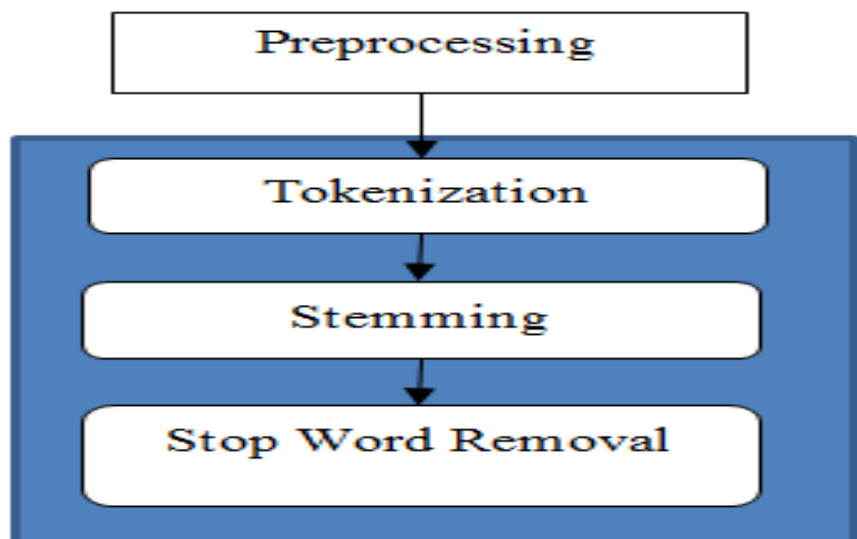 Preprocessing
Tokenization
Stemming
Stop Word Removal